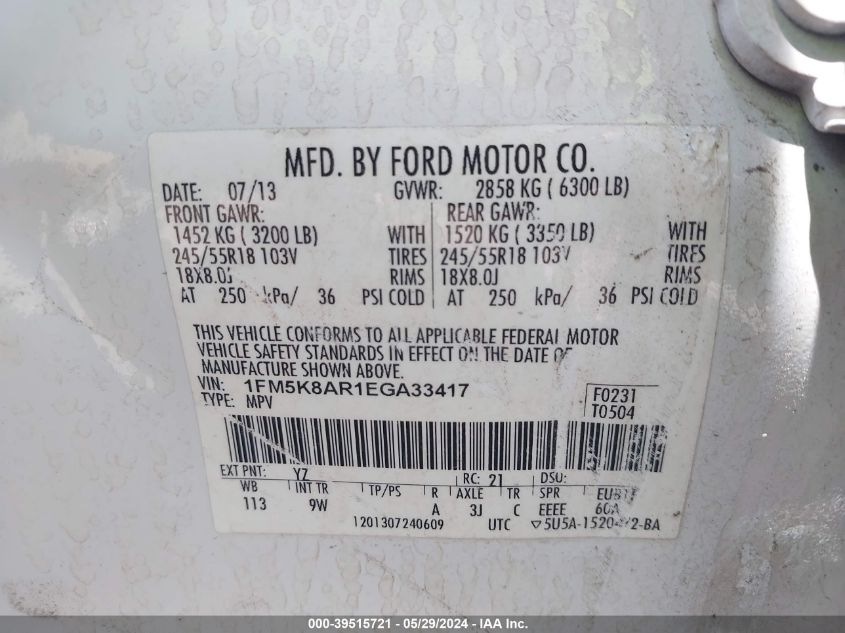 MFD. BY FORD MOTOR CO.
DATE: 07/13 GVWR: 2858 KG ( 6300 LB)
FRONT GAWR: REAR GAWR:
1452 KG ( 3200 LB) WITH 1520 KG ( 3350 LB) WITH
245/55R18 103V TIRES 245/55R18 103V TIRES
18X8.0J RIMS 18X8.0J RIMS
AT 250 kPa/ 36 PSI COLD AT 250 kPa/ 36 PSI COLD
THIS VEHICLE CONFORMS TO ALL APPLICABLE FEDERAL MOTOR
VEHICLE SAFETY STANDARDS IN EFFECT ON THE DATE OF
MANUFACTURE SHOWN ABOVE.
VIN: 1FM5K8AR1EGA33417
TYPE: MPV
F0231
T0504
EXT PNT: YZ RC: 21 DSO:
WB INT TR TP/PS R AXLE TR SPR
113 9W A 3J C EEEE 60A
1201307240609 UTC
000-39515721 - 05/29/2024 - IAA Inc.